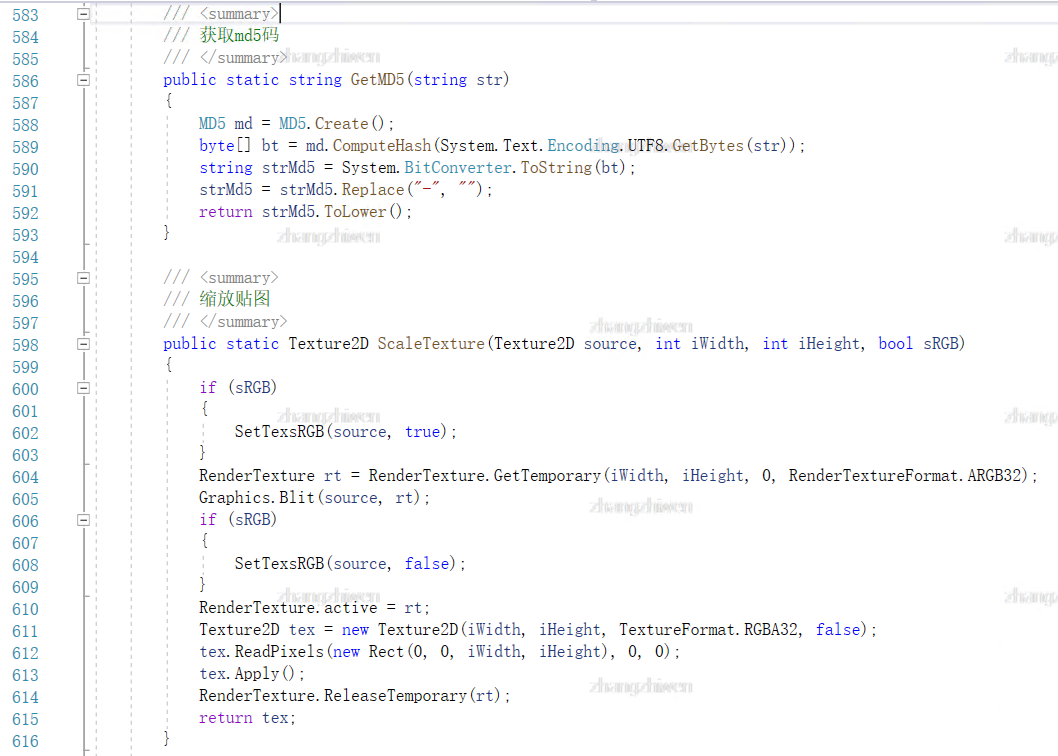 583 /// <summary>
584 /// 获取md5码
585 /// </summary>
586 public static string GetMD5(string str)
587 {
588 MD5 md = MD5.Create();
589 byte[] bt = md.ComputeHash(System.Text.Encoding.UTF8.GetBytes(str));
590 string strMd5 = System.BitConverter.ToString(bt);
591 strMd5 = strMd5.Replace("-", "");
592 return strMd5.ToLower();
593 }
594
595 /// <summary>
596 /// 缩放贴图
597 /// </summary>
598 public static Texture2D ScaleTexture(Texture2D source, int iWidth, int iHeight, bool sRGB)
599 {
600 if (sRGB)
601 {
602 SetTexsRGB(source, true);
603 }
604 RenderTexture rt = RenderTexture.GetTemporary(iWidth, iHeight, 0, RenderTextureFormat.ARGB32);
605 Graphics.Blit(source, rt);
606 if (sRGB)
607 {
608 SetTexsRGB(source, false);
609 }
610 RenderTexture.active = rt;
611 Texture2D tex = new Texture2D(iWidth, iHeight, TextureFormat.RGBA32, false);
612 tex.ReadPixels(new Rect(0, 0, iWidth, iHeight), 0, 0);
613 tex.Apply();
614 RenderTexture.ReleaseTemporary(rt);
615 return tex;
616 }